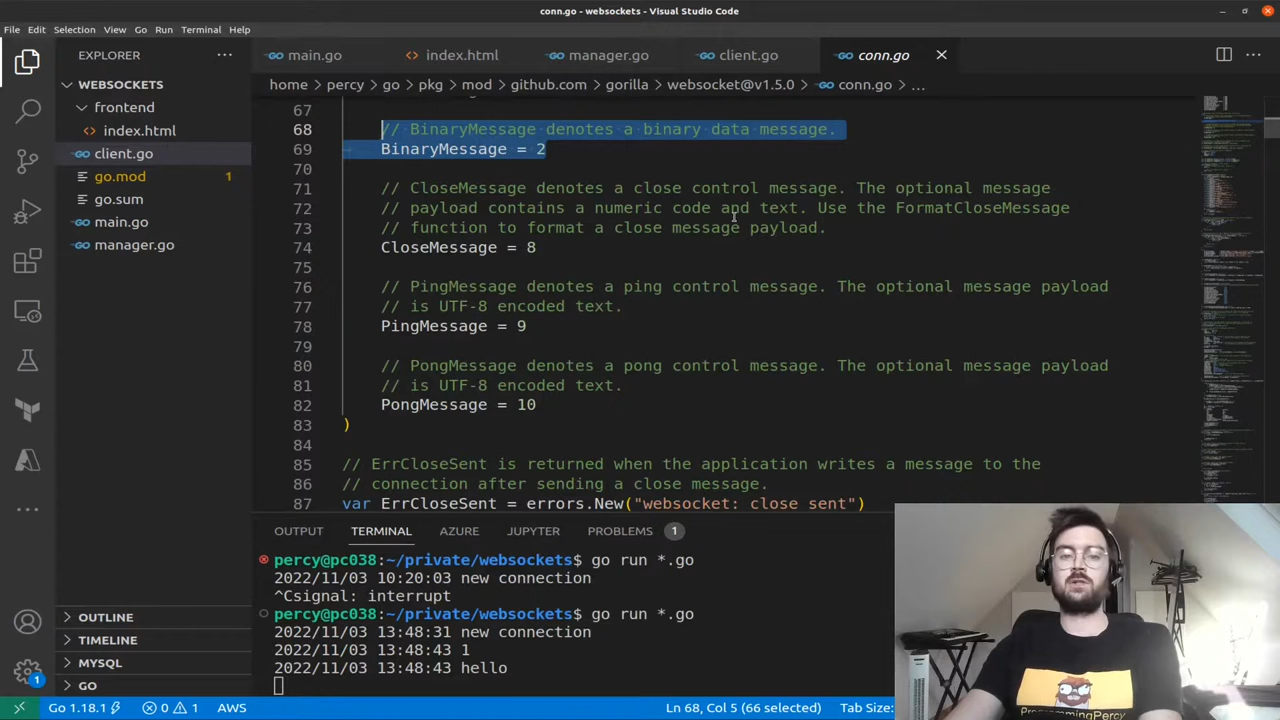 conn.go - websockets - Visual Studio Code
File Edit Selection View Go Run Terminal Help
EXPLORER
main.go index.html manager.go client.go conn.go
WEBSOCKETS
frontend
index.html
client.go
go.mod 1
go.sum
main.go
manager.go
OUTLINE
TIMELINE
MYSQL
GO
home > percy > go > pkg > mod > github.com > gorilla > websocket@v1.5.0 > conn.go > ...
67
68 // BinaryMessage denotes a binary data message.
69 BinaryMessage = 2
70
71 // CloseMessage denotes a close control message. The optional message
72 // payload contains a numeric code and text. Use the FormatCloseMessage
73 // function to format a close message payload.
74 CloseMessage = 8
75
76 // PingMessage denotes a ping control message. The optional message payload
77 // is UTF-8 encoded text.
78 PingMessage = 9
79
80 // PongMessage denotes a pong control message. The optional message payload
81 // is UTF-8 encoded text.
82 PongMessage = 10
83 )
84
85 // ErrCloseSent is returned when the application writes a message to the
86 // connection after sending a close message.
87 var ErrCloseSent = errors.New("websocket: close sent")
OUTPUT TERMINAL AZURE JUPYTER PROBLEMS 1
percy@pc038:~/private/websockets$ go run *.go
2022/11/03 10:20:03 new connection
^Csignal: interrupt
percy@pc038:~/private/websockets$ go run *.go
2022/11/03 13:48:31 new connection
2022/11/03 13:48:43 1
2022/11/03 13:48:43 hello
1
Go 1.18.1 0 1 AWS Ln 68, Col 5 (66 selected) Tab Size:
ProgrammingPercy